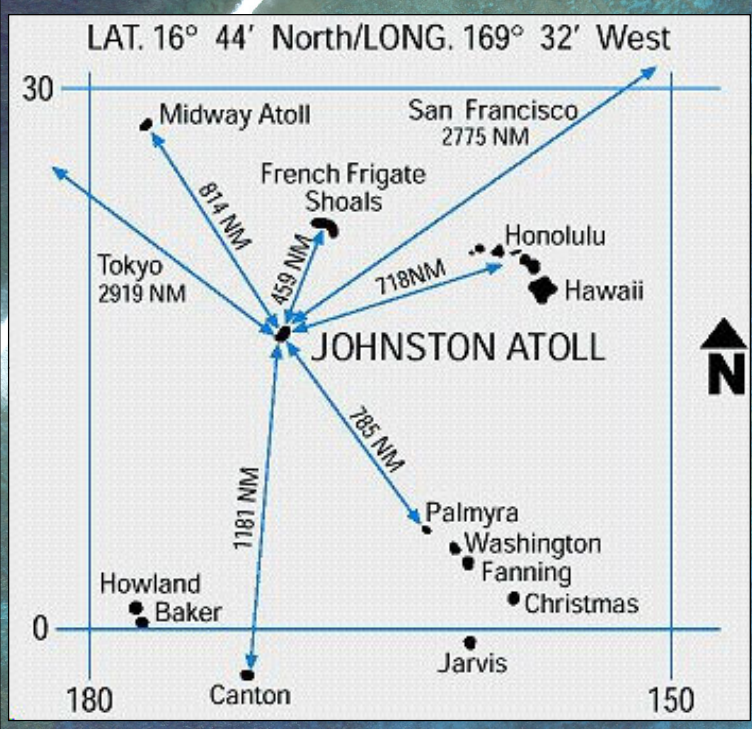 LAT. 16° 44′ North/LONG. 169° 32′ West
30
Midway Atoll
San Francisco
2775 NM
French Frigate
Shoals
814 NM
459 NM
Honolulu
718NM
Hawaii
Tokyo
2919 NM
JOHNSTON ATOLL
N
785 NM
1181 NM
Palmyra
Washington
Fanning
Christmas
Howland
Baker
0
Jarvis
Canton
180
150